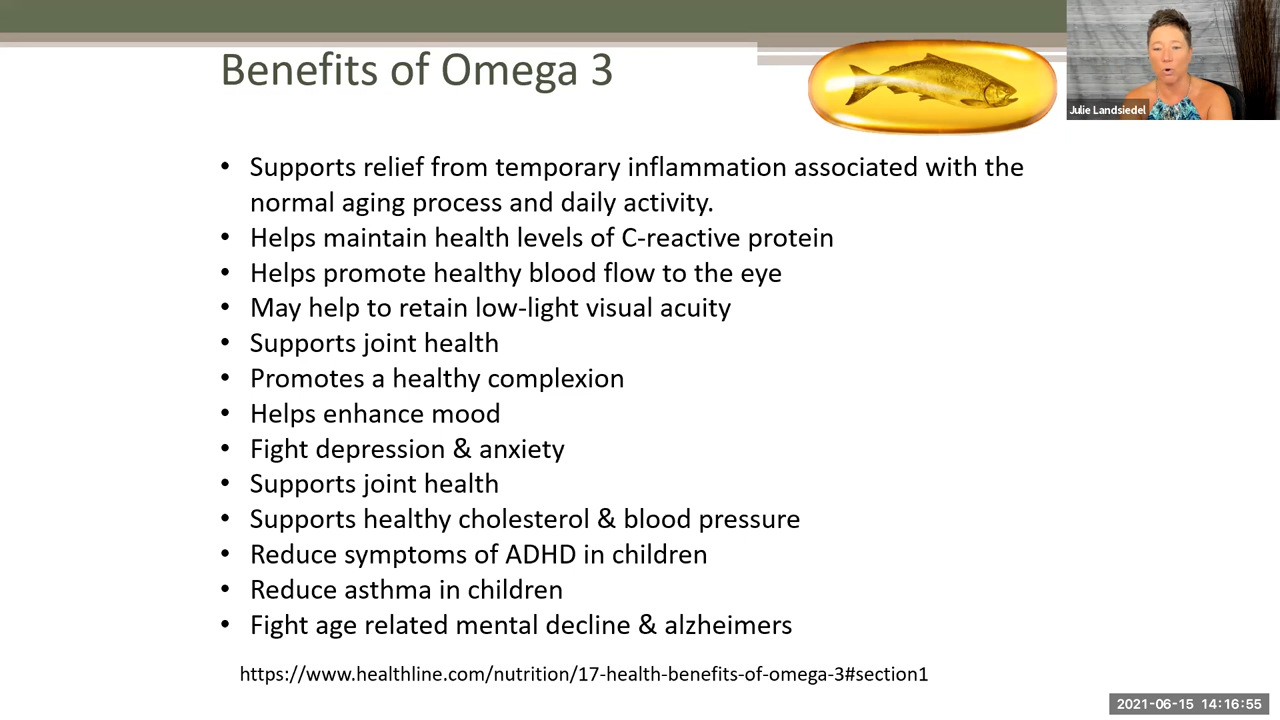 Benefits of Omega 3
Julie Landsiedel
• Supports relief from temporary inflammation associated with the
normal aging process and daily activity.
• Helps maintain health levels of C-reactive protein
• Helps promote healthy blood flow to the eye
• May help to retain low-light visual acuity
• Supports joint health
• Promotes a healthy complexion
• Helps enhance mood
• Fight depression & anxiety
• Supports joint health
• Supports healthy cholesterol & blood pressure
• Reduce symptoms of ADHD in children
• Reduce asthma in children
• Fight age related mental decline & alzheimers
https://www.healthline.com/nutrition/17-health-benefits-of-omega-3#section1
2021-06-15 14:16:55